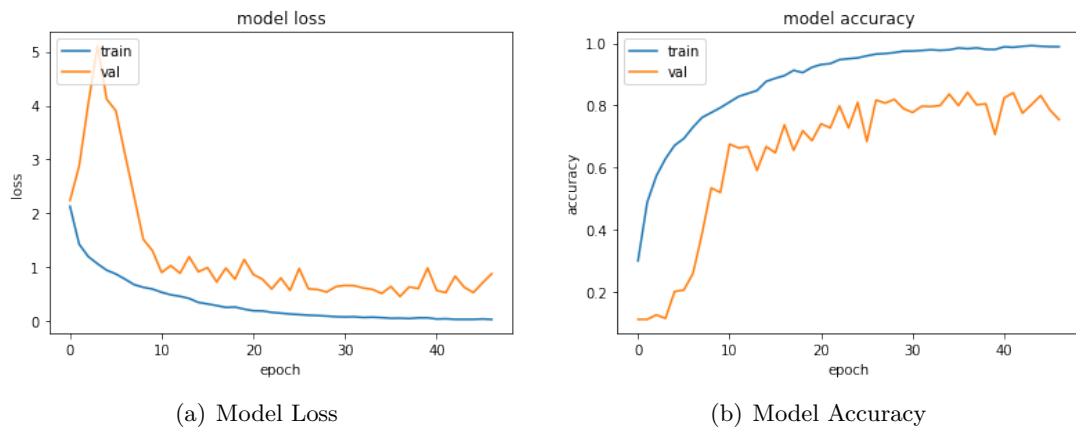 model loss
train
val
5
4
3
2
1
0
loss
0
10
20
30
40
epoch
(a) Model Loss
model accuracy
train
val
1.0
0.8
0.6
0.4
0.2
accuracy
0
10
20
30
40
epoch
(b) Model Accuracy